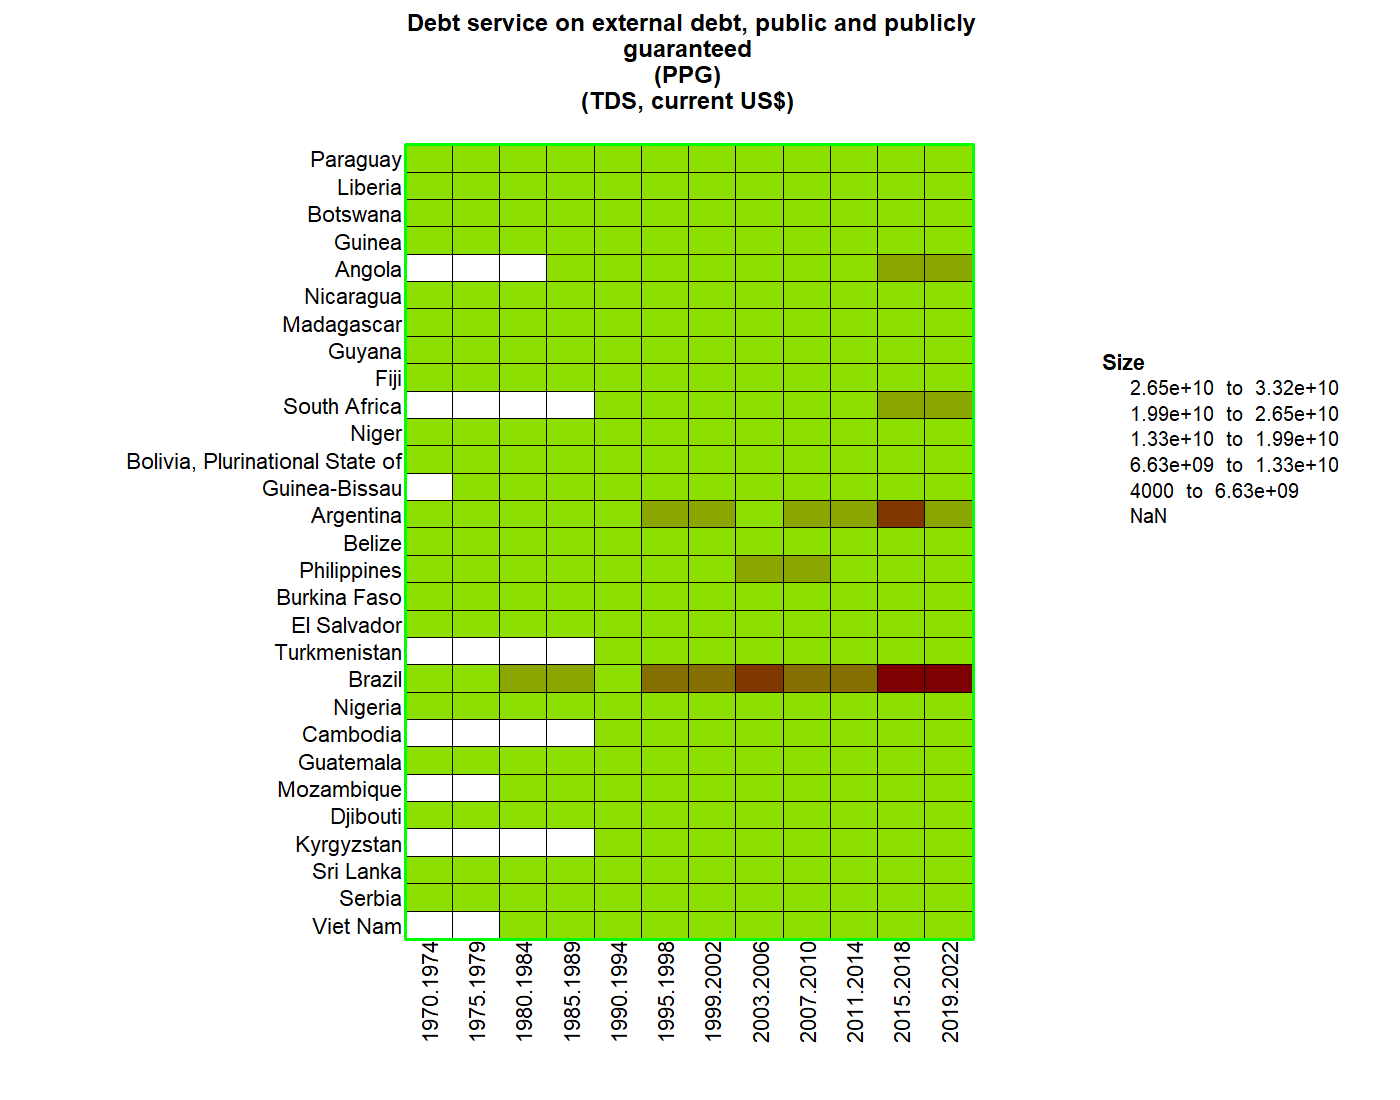 Debt service on external debt, public and publicly
guaranteed
(PPG)
(TDS, current US$)
Paraguay
Liberia
Botswana
Guinea
Angola
Nicaragua
Madagascar
Guyana
Fiji
South Africa
Niger
Bolivia, Plurinational State of
Guinea-Bissau
Argentina
Belize
Philippines
Burkina Faso
El Salvador
Turkmenistan
Brazil
Nigeria
Cambodia
Guatemala
Mozambique
Djibouti
Kyrgyzstan
Sri Lanka
Serbia
Viet Nam
1970.1974
1975.1979
1980.1984
1985.1989
1990.1994
1995.1998
1999.2002
2003.2006
2007.2010
2011.2014
2015.2018
2019.2022
Size
2.65e+10 to 3.32e+10
1.99e+10 to 2.65e+10
1.33e+10 to 1.99e+10
6.63e+09 to 1.33e+10
4000 to 6.63e+09
NaN